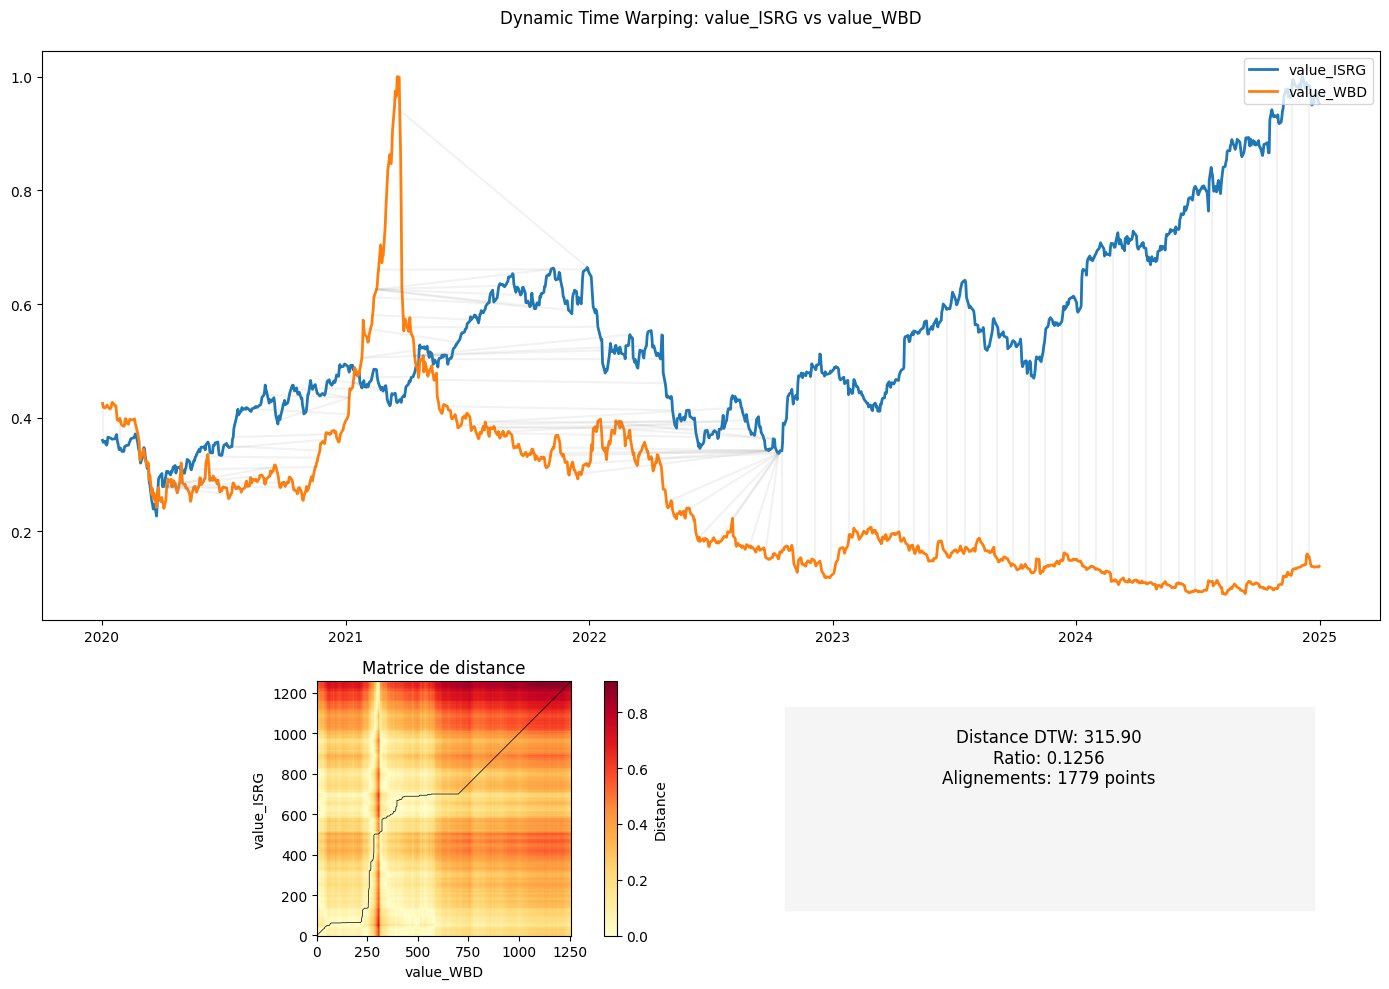 Dynamic Time Warping: value_ISRG vs value_WBD
value_ISRG
value_WBD
1.0
0.8
0.6
0.4
0.2
2020 2021 2022 2023 2024 2025
Matrice de distance
value_ISRG
1200
1000
800
600
400
200
0
0 250 500 750 1000 1250
value_WBD
0.8
0.6
0.4
0.2
0.0
Distance
Distance DTW: 315.90
Ratio: 0.1256
Alignements: 1779 points